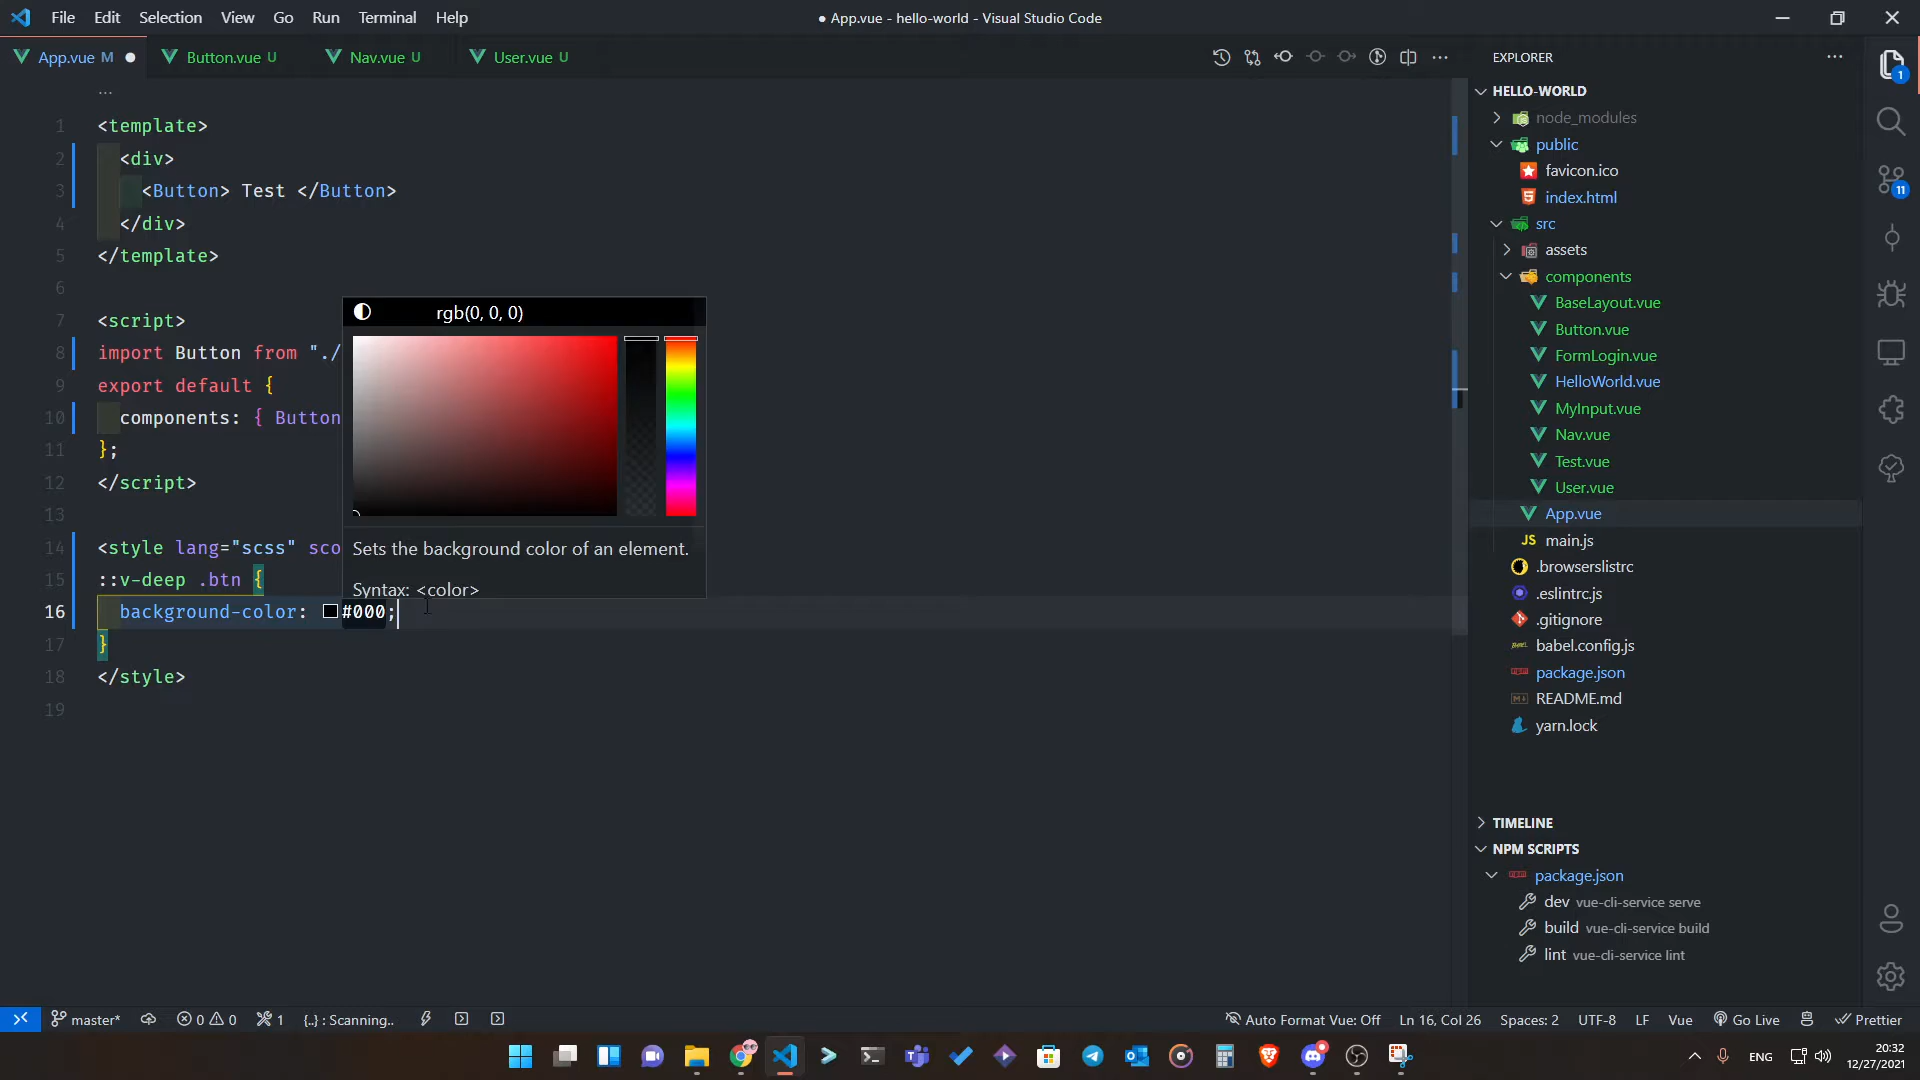 File Edit Selection View Go Run Terminal Help
● App.vue - hello-world - Visual Studio Code
App.vue M ●
Button.vue U
Nav.vue U
User.vue U
...
1 <template>
2 <div>
3 <Button> Test </Button>
4 </div>
5 </template>
6
7 <script>
8 import Button from "./
9 export default {
10 components: { Button
11 };
12 </script>
13
14 <style lang="scss" sco
15 ::v-deep .btn {
16 background-color: #000;
17 }
18 </style>
19
rgb(0, 0, 0)
Sets the background color of an element.
Syntax: <color>
EXPLORER
HELLO-WORLD
node_modules
public
favicon.ico
index.html
src
assets
components
BaseLayout.vue
Button.vue
FormLogin.vue
HelloWorld.vue
MyInput.vue
Nav.vue
Test.vue
User.vue
App.vue
JS main.js
.browserslistrc
.eslintrc.js
.gitignore
babel.config.js
package.json
README.md
yarn.lock
TIMELINE
NPM SCRIPTS
package.json
dev vue-cli-service serve
build vue-cli-service build
lint vue-cli-service lint
1
11
master*
0 0
1
{..} : Scanning..
Auto Format Vue: Off
Ln 16, Col 26
Spaces: 2
UTF-8
LF
Vue
Go Live
Prettier
ENG
20:32
12/27/2021